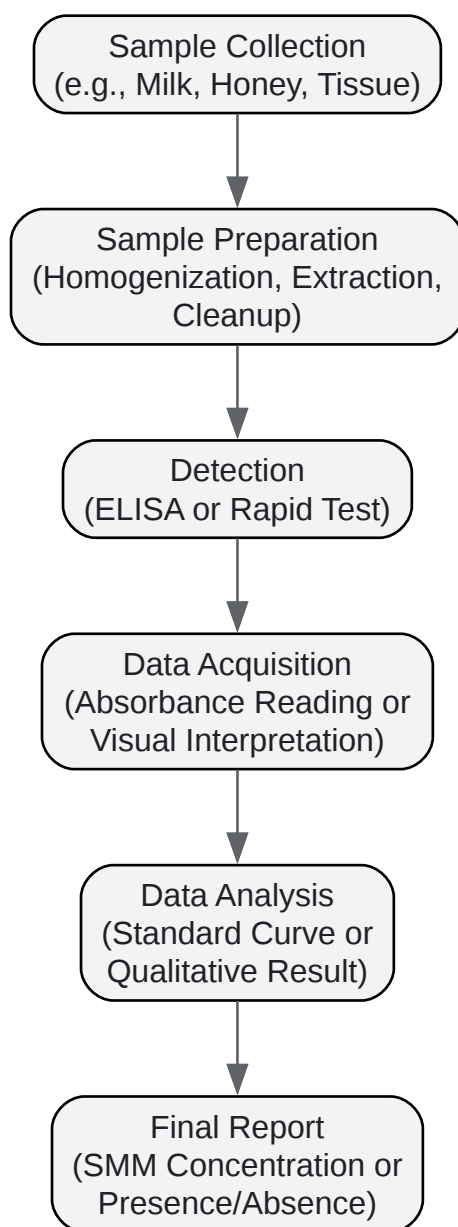 Sample Collection
(e.g., Milk, Honey, Tissue)
Sample Preparation
(Homogenization, Extraction,
Cleanup)
Detection
(ELISA or Rapid Test)
Data Acquisition
(Absorbance Reading or
Visual Interpretation)
Data Analysis
(Standard Curve or
Qualitative Result)
Final Report
(SMM Concentration or
Presence/Absence)